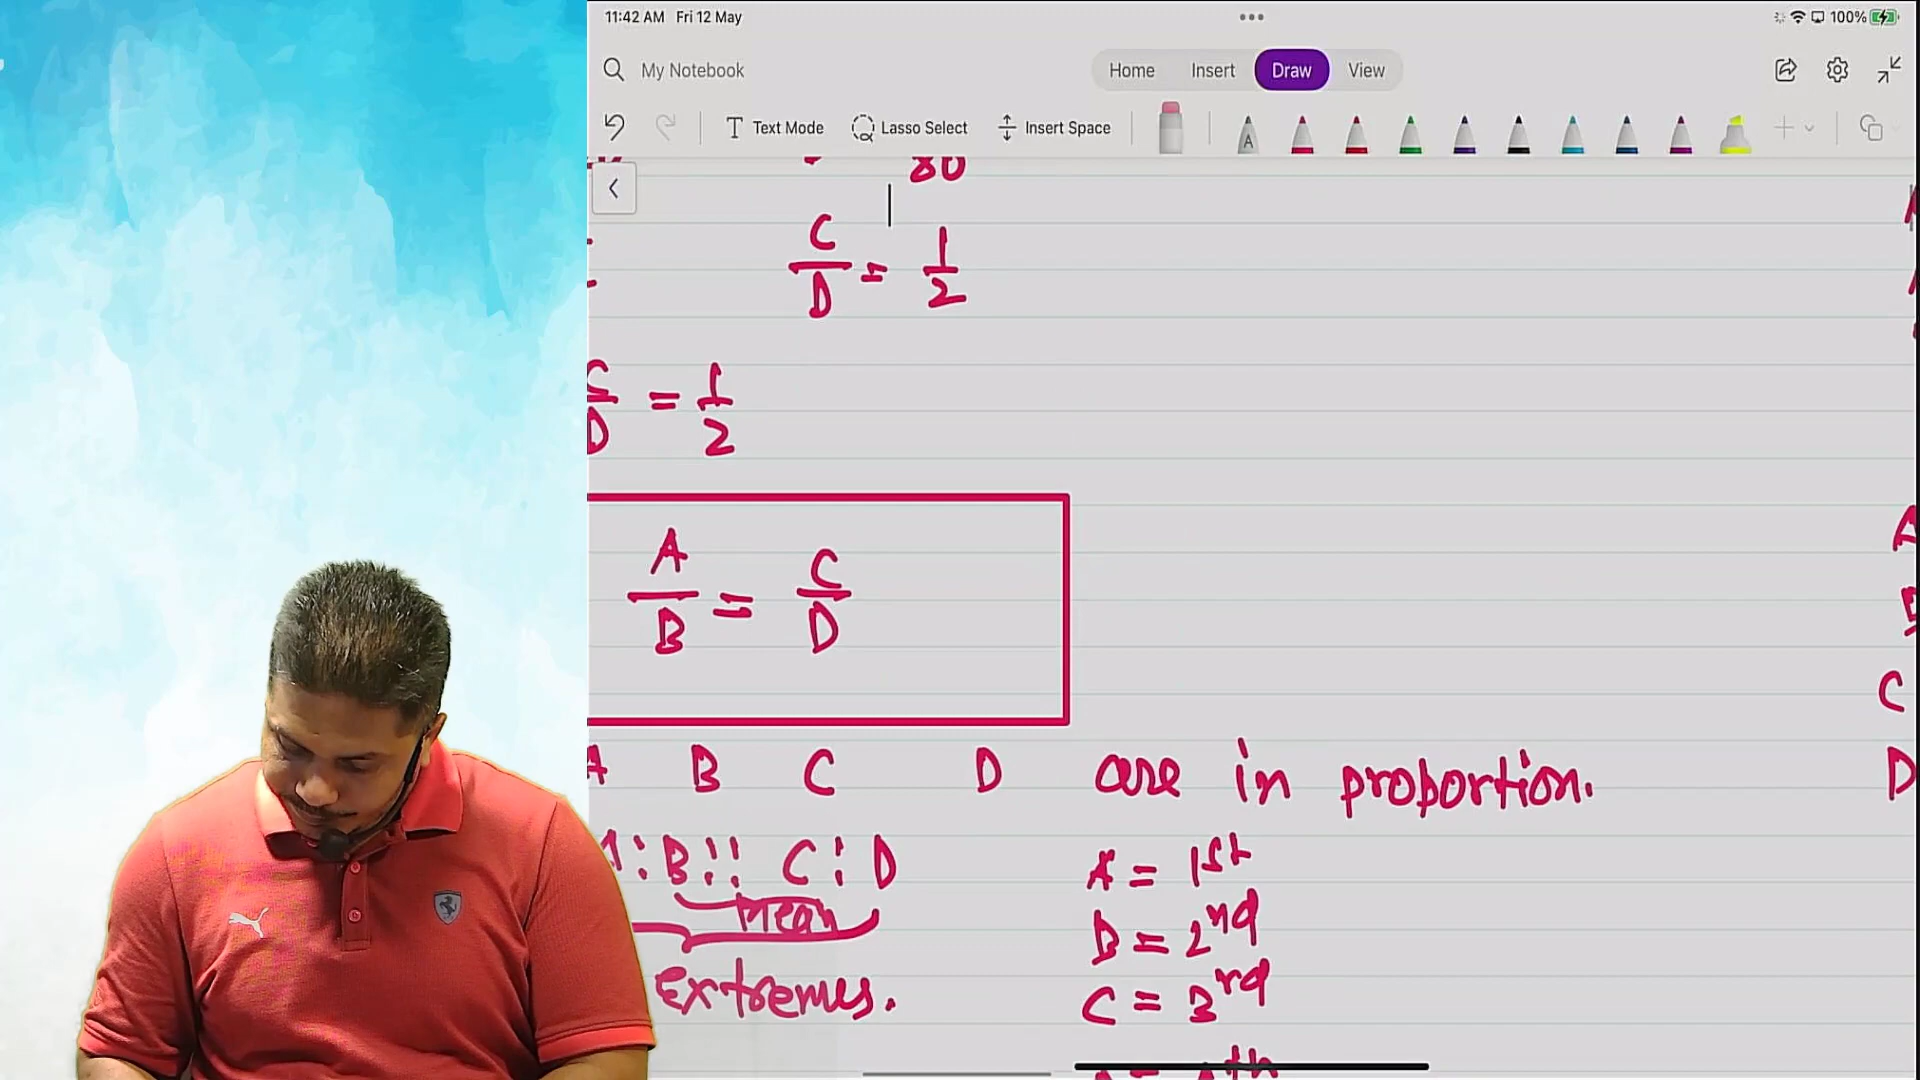 11:42 AM Fri 12 May
100%
My Notebook
Home Insert Draw View
Text Mode Lasso Select Insert Space
A
80
C/D = 1/2
C/D = 1/2
A/B = C/D
A B C D are in proportion.
A : B :: C : D
Mean
Extremes.
A = 1st
B = 2nd
C = 3rd
A
B
C
D